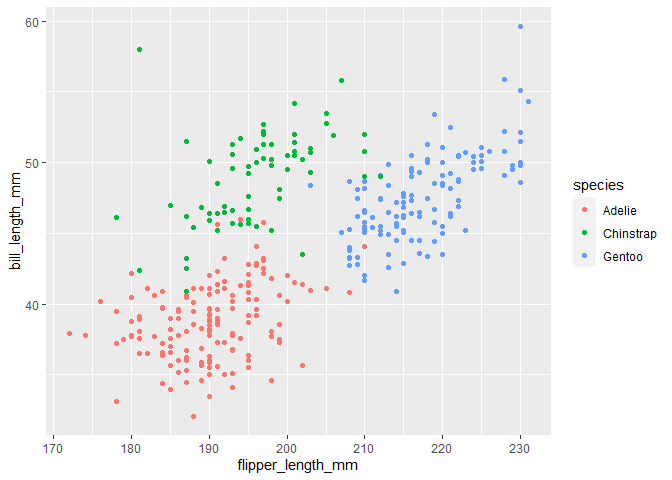 60
50
40
bill_length_mm
170
180
190
200
210
220
230
flipper_length_mm
species
Adelie
Chinstrap
Gentoo